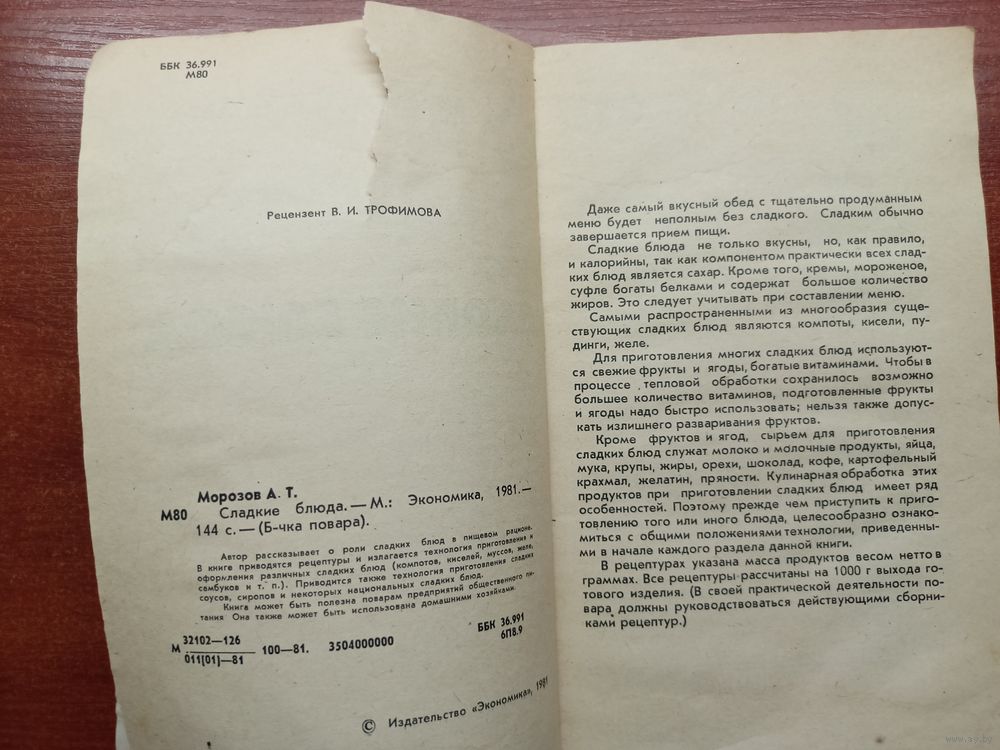 ББК 36.991
М80
Рецензент В. И. ТРОФИМОВА
Морозов А. Т.
М80 Сладкие блюда. — М.: Экономика, 1981. —
144 с. — (Б-чка повара).
Автор рассказывает о роли сладких блюд в пищевом рационе.
В книге приводятся рецептуры и излагается технология приготовления и
оформления различных сладких блюд (компотов, киселей, муссов, желе,
самбуков и т. п.). Приводится также технология приготовления сладких
соусов, сиропов и некоторых национальных сладких блюд.
Книга может быть полезна поварам предприятий общественного пи-
тания Она также может быть использована домашними хозяйками.
М 32102—126
011(01)—81 100—81. 3504000000
ББК 36.991
6П8.9
© Издательство «Экономика», 1981
Даже самый вкусный обед с тщательно продуманным
меню будет неполным без сладкого. Сладким обычно
завершается прием пищи.
Сладкие блюда не только вкусны, но, как правило,
и калорийны, так как компонентом практически всех слад-
ких блюд является сахар. Кроме того, кремы, мороженое,
суфле богаты белками и содержат большое количество
жиров. Это следует учитывать при составлении меню.
Самыми распространенными из многообразия суще-
ствующих сладких блюд являются компоты, кисели, пу-
динги, желе.
Для приготовления многих сладких блюд используют-
ся свежие фрукты и ягоды, богатые витаминами. Чтобы в
процессе тепловой обработки сохранилось возможно
большее количество витаминов, подготовленные фрукты
и ягоды надо быстро использовать; нельзя также допус-
кать излишнего разваривания фруктов.
Кроме фруктов и ягод, сырьем для приготовления
сладких блюд служат молоко и молочные продукты, яйца,
мука, крупы, жиры, орехи, шоколад, кофе, картофельный
крахмал, желатин, пряности. Кулинарная обработка этих
продуктов при приготовлении сладких блюд имеет ряд
особенностей. Поэтому прежде чем приступить к приго-
товлению того или иного блюда, целесообразно ознако-
миться с общими положениями технологии, приведенны-
ми в начале каждого раздела данной книги.
В рецептурах указана масса продуктов весом нетто в
граммах. Все рецептуры рассчитаны на 1000 г выхода го-
тового изделия. (В своей практической деятельности по-
вара должны руководствоваться действующими сборни-
ками рецептур.)